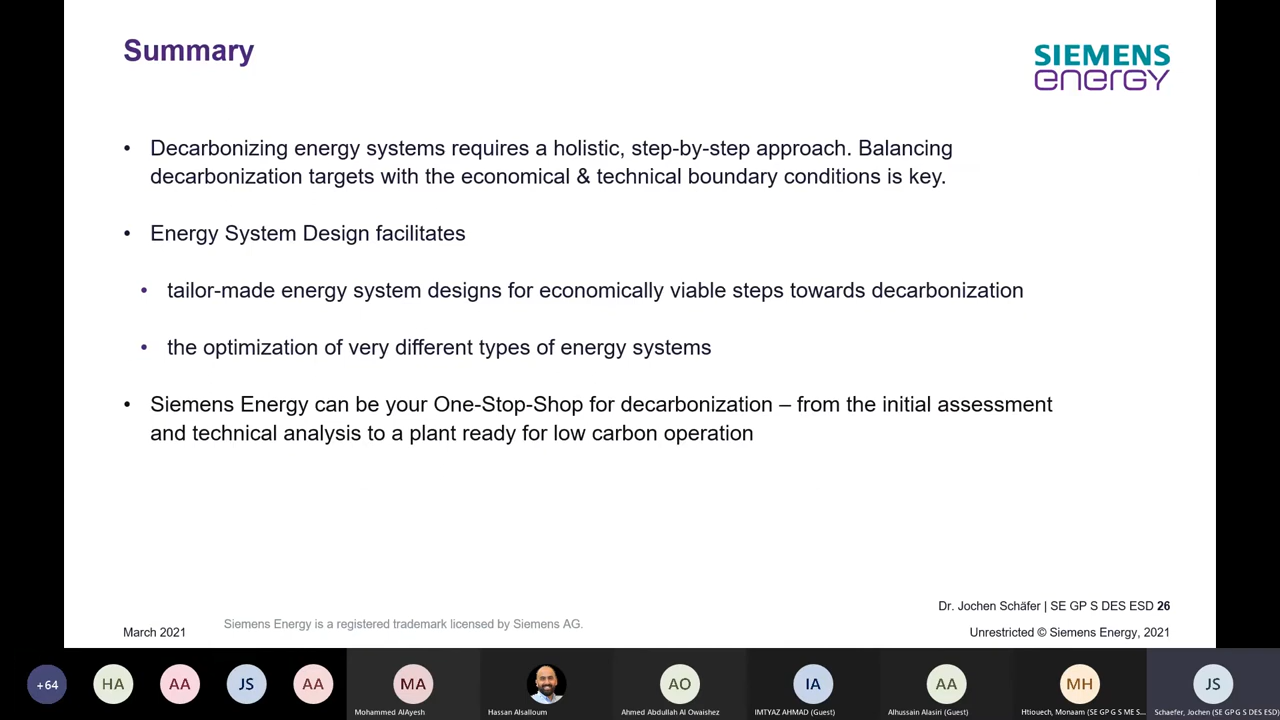 Summary
SIEMENS
energy
• Decarbonizing energy systems requires a holistic, step-by-step approach. Balancing
decarbonization targets with the economical & technical boundary conditions is key.
• Energy System Design facilitates
• tailor-made energy system designs for economically viable steps towards decarbonization
• the optimization of very different types of energy systems
• Siemens Energy can be your One-Stop-Shop for decarbonization – from the initial assessment
and technical analysis to a plant ready for low carbon operation
Dr. Jochen Schäfer | SE GP S DES ESD 26
March 2021
Siemens Energy is a registered trademark licensed by Siemens AG.
Unrestricted © Siemens Energy, 2021
+64
HA
AA
JS
AA
MA
AO
IA
AA
MH
JS
Mohammed AlAyesh
Hassan Alsalloum
Ahmed Abdullah Al Owaishez
IMTYAZ AHMAD (Guest)
Alhussain Alasiri (Guest)
Htiouech, Monaam (SE GP G S ME S...
Schaefer, Jochen (SE GP G S DES ESD)